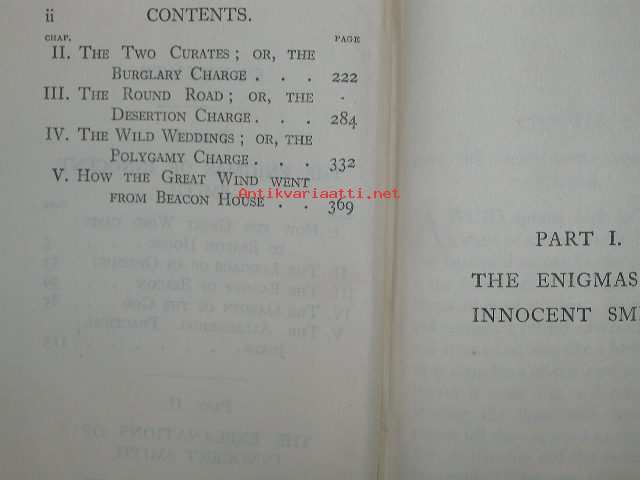 ii CONTENTS.
CHAP. PAGE
II. THE TWO CURATES; OR, THE
BURGLARY CHARGE . . . 222
III. THE ROUND ROAD; OR, THE
DESERTION CHARGE . . . 284
IV. THE WILD WEDDINGS; OR, THE
POLYGAMY CHARGE . . . 332
V. HOW THE GREAT WIND WENT
FROM BEACON HOUSE . . 369
Antikvariaatti.net
PART I.
THE ENIGMAS
INNOCENT SM